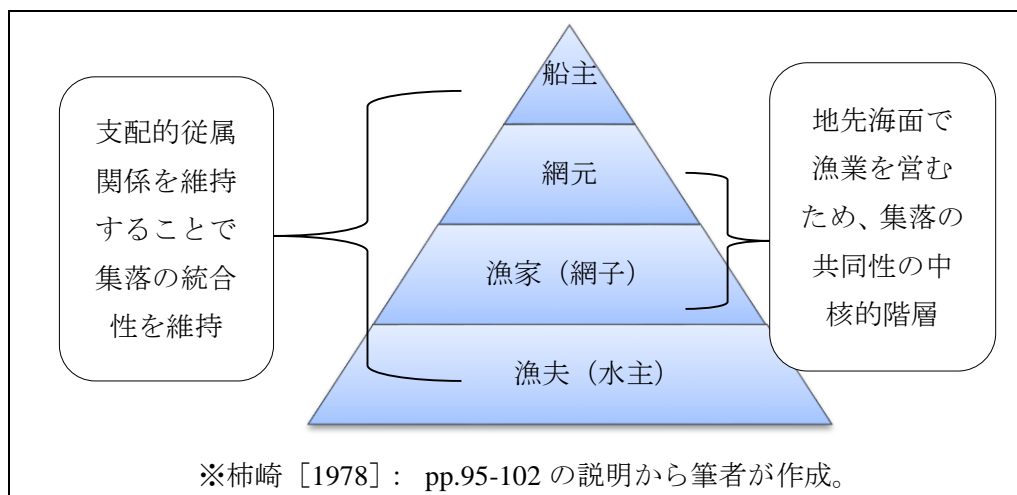 支配的従属
関係を維持
することで
集落の統合
性を維持
船主
網元
漁家（網子）
漁夫（水主）
地先海面で
漁業を営む
ため、集落の
共同性の中
核的階層
※柿崎［1978］： pp.95-102 の説明から筆者が作成。